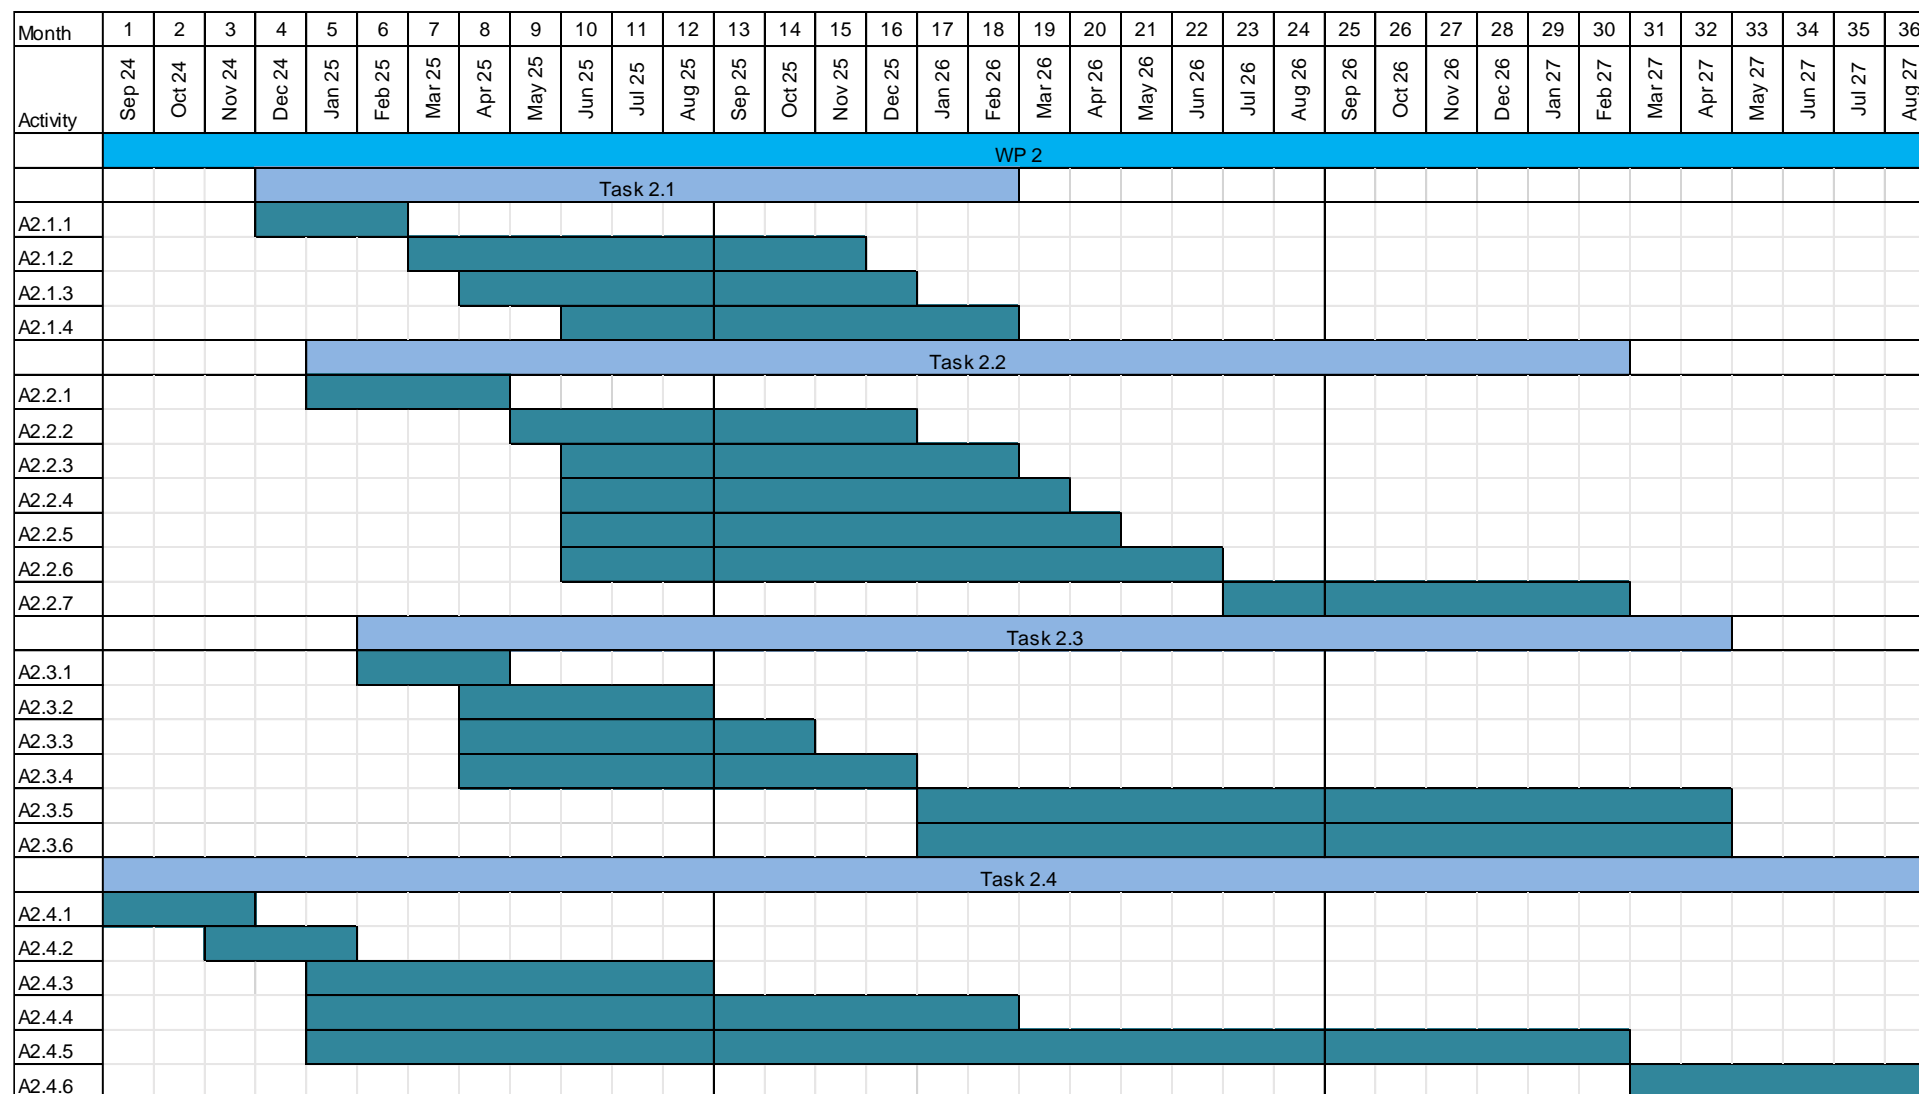 Month 1 2 3 4 5 6 7 8 9 10 11 12 13 14 15 16 17 18 19 20 21 22 23 24 25 26 27 28 29 30 31 32 33 34 35 36
Activity Sep 24 Oct 24 Nov 24 Dec 24 Jan 25 Feb 25 Mar 25 Apr 25 May 25 Jun 25 Jul 25 Aug 25 Sep 25 Oct 25 Nov 25 Dec 25 Jan 26 Feb 26 Mar 26 Apr 26 May 26 Jun 26 Jul 26 Aug 26 Sep 26 Oct 26 Nov 26 Dec 26 Jan 27 Feb 27 Mar 27 Apr 27 May 27 Jun 27 Jul 27 Aug 27
WP 2
Task 2.1
A2.1.1
A2.1.2
A2.1.3
A2.1.4
Task 2.2
A2.2.1
A2.2.2
A2.2.3
A2.2.4
A2.2.5
A2.2.6
A2.2.7
Task 2.3
A2.3.1
A2.3.2
A2.3.3
A2.3.4
A2.3.5
A2.3.6
Task 2.4
A2.4.1
A2.4.2
A2.4.3
A2.4.4
A2.4.5
A2.4.6